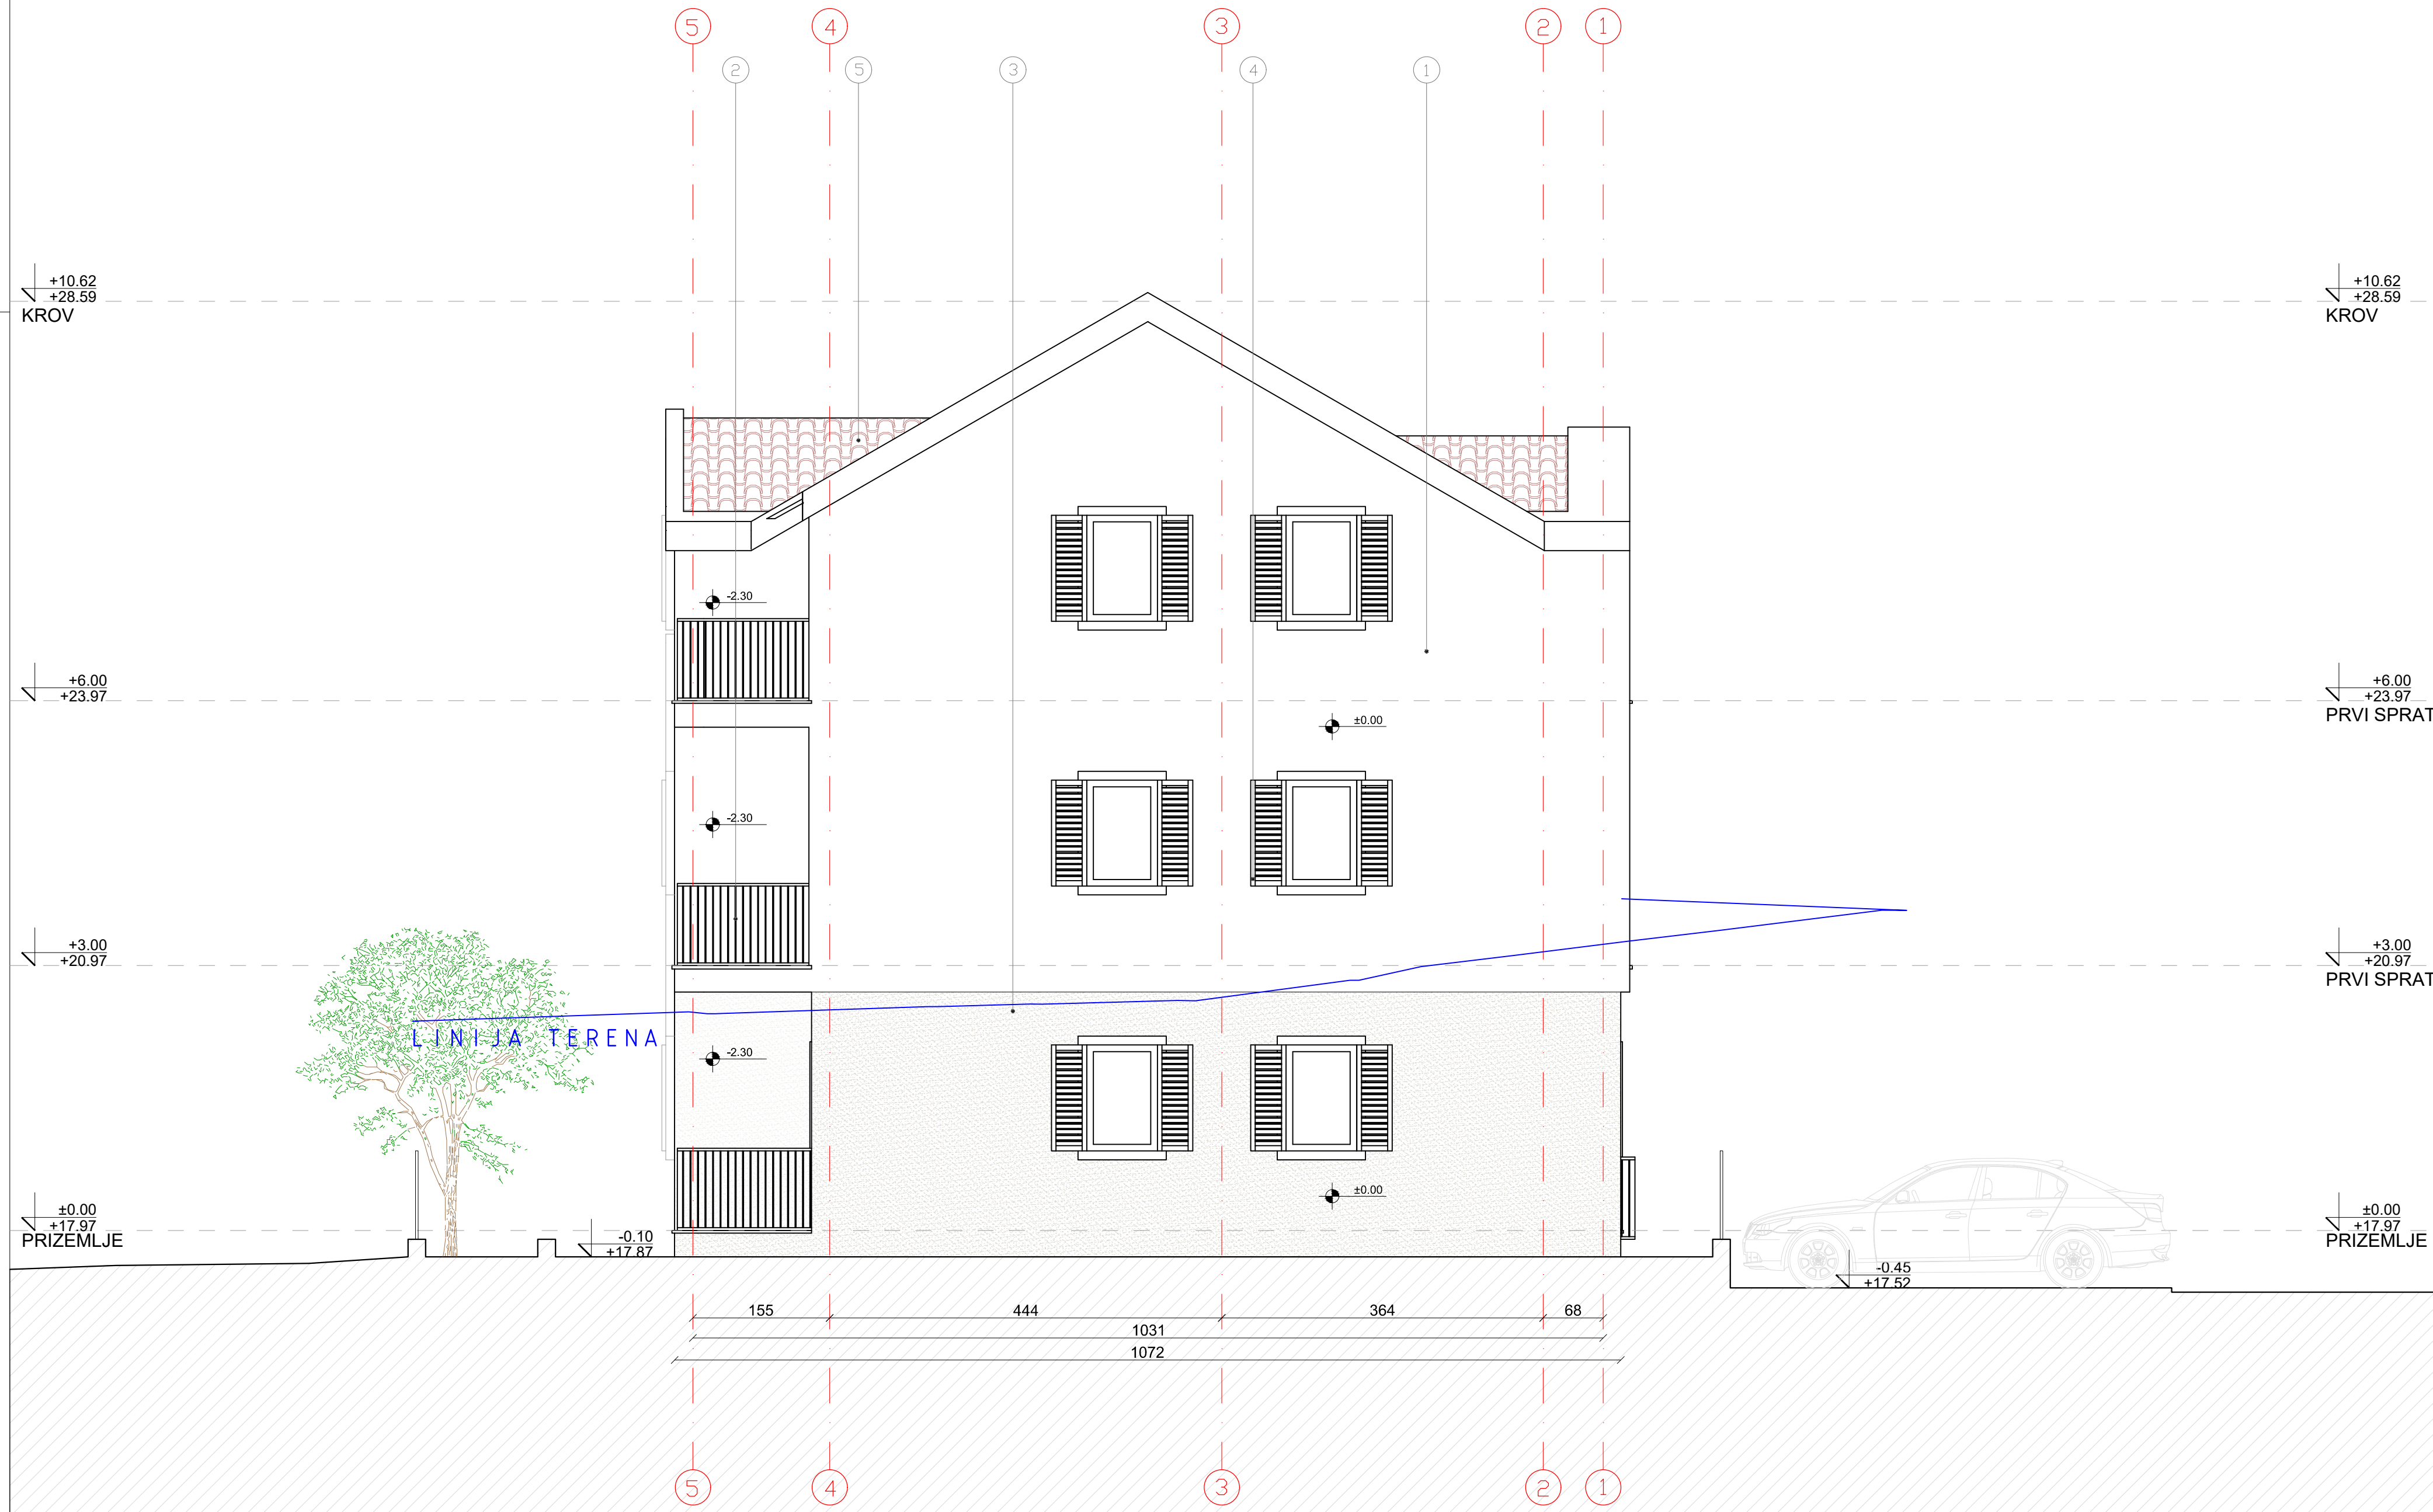 5 4 3 2 1
2 5 3 4 1
+10.62 +10.62
+28.59 +28.59
KROV KROV
-2.30
+6.00 +6.00
+23.97 +23.97
PRVI SPRAT
±0.00
-2.30
+3.00 +3.00
+20.97 +20.97
PRVI SPRAT
LINIJA TERENA
-2.30
±0.00
±0.00 ±0.00
+17.97 +17.97
PRIZEMLJE PRIZEMLJE
-0.10
+17.87
-0.45
+17.52
155 444 364 68
1031
1072
5 4 3 2 1